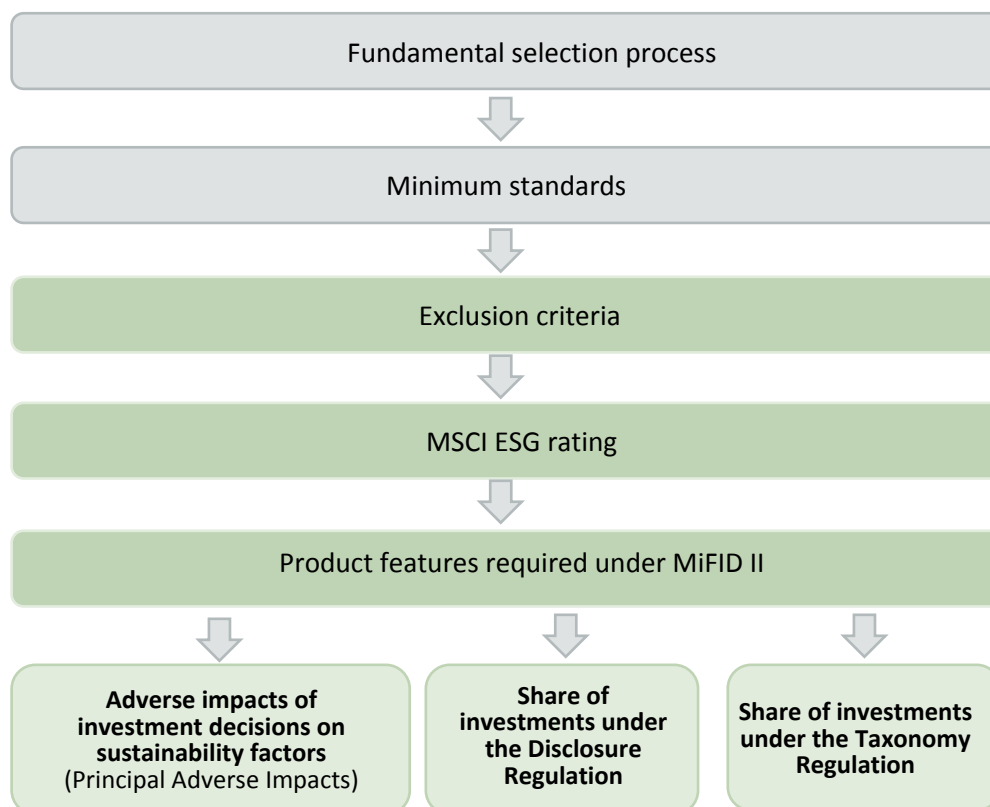 Fundamental selection process
Minimum standards
Exclusion criteria
MSCI ESG rating
Product features required under MiFID II
Adverse impacts of
investment decisions on
sustainability factors
(Principal Adverse Impacts)
Share of
investments under
the Disclosure
Regulation
Share of investments
under the Taxonomy
Regulation